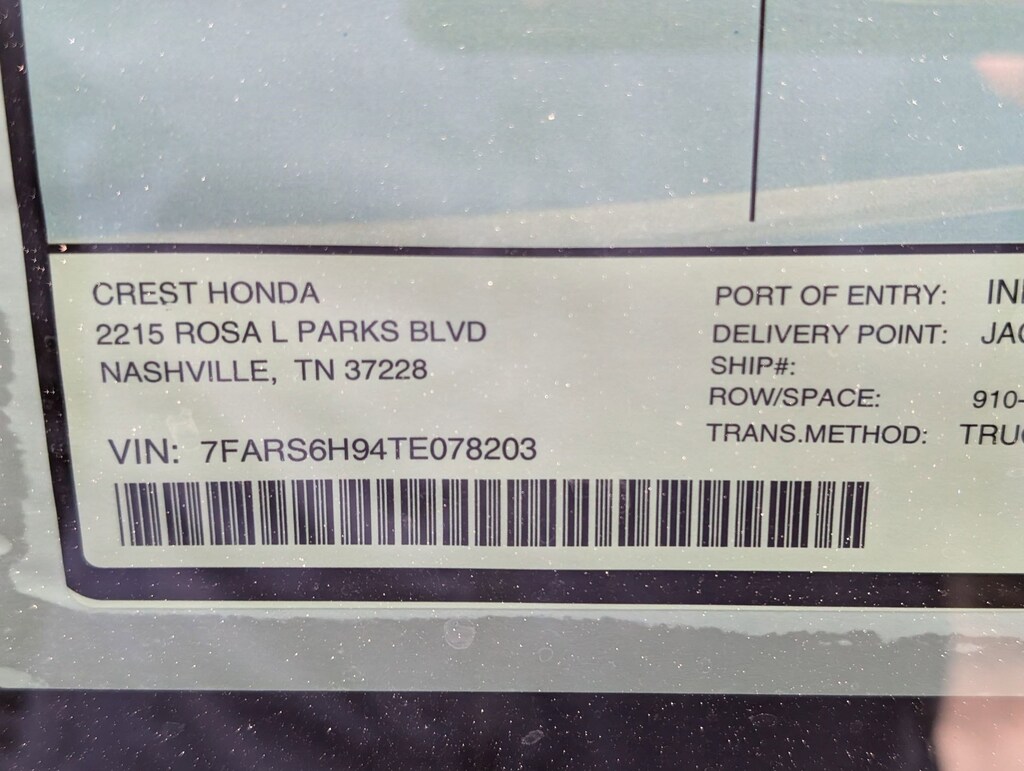 CREST HONDA
2215 ROSA L PARKS BLVD
NASHVILLE, TN 37228
VIN: 7FARS6H94TE078203
PORT OF ENTRY:
DELIVERY POINT:
SHIP#:
ROW/SPACE: 910-
TRANS.METHOD: